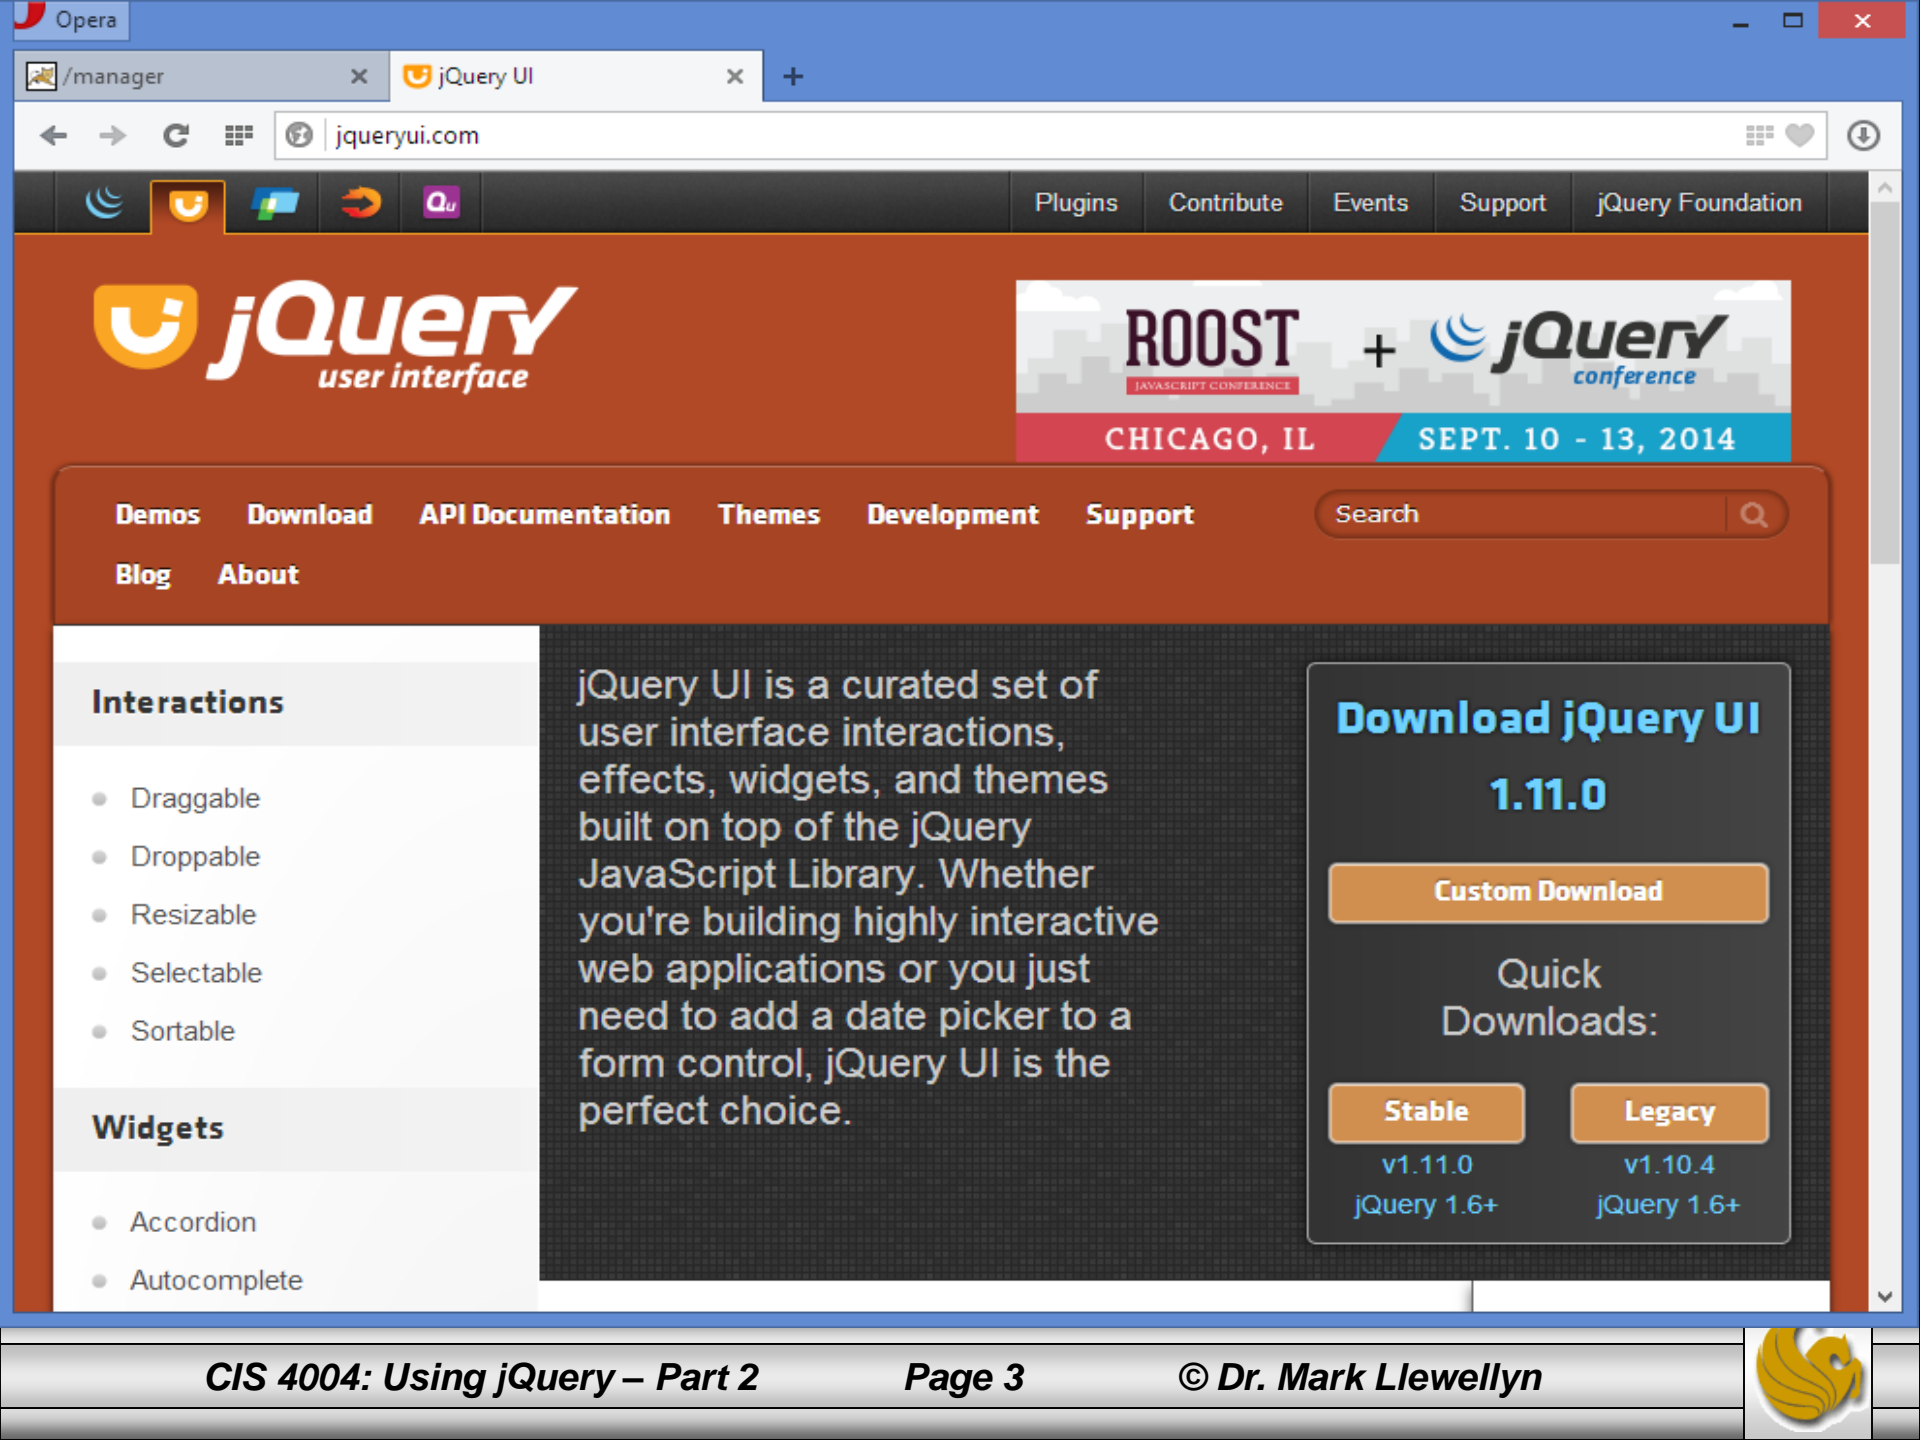 Opera
/manager
jQuery UI
jqueryui.com
Qu
Plugins Contribute Events Support jQuery Foundation
jQuery
user interface
ROOST
JAVASCRIPT CONFERENCE
+
jQuery
conference
CHICAGO, IL
SEPT. 10 - 13, 2014
Demos Download API Documentation Themes Development Support
Search
Blog About
Interactions
Draggable
Droppable
Resizable
Selectable
Sortable
Widgets
Accordion
Autocomplete
jQuery UI is a curated set of
user interface interactions,
effects, widgets, and themes
built on top of the jQuery
JavaScript Library. Whether
you're building highly interactive
web applications or you just
need to add a date picker to a
form control, jQuery UI is the
perfect choice.
Download jQuery UI
1.11.0
Custom Download
Quick
Downloads:
Stable Legacy
v1.11.0 v1.10.4
jQuery 1.6+ jQuery 1.6+
CIS 4004: Using jQuery – Part 2 Page 3 © Dr. Mark Llewellyn